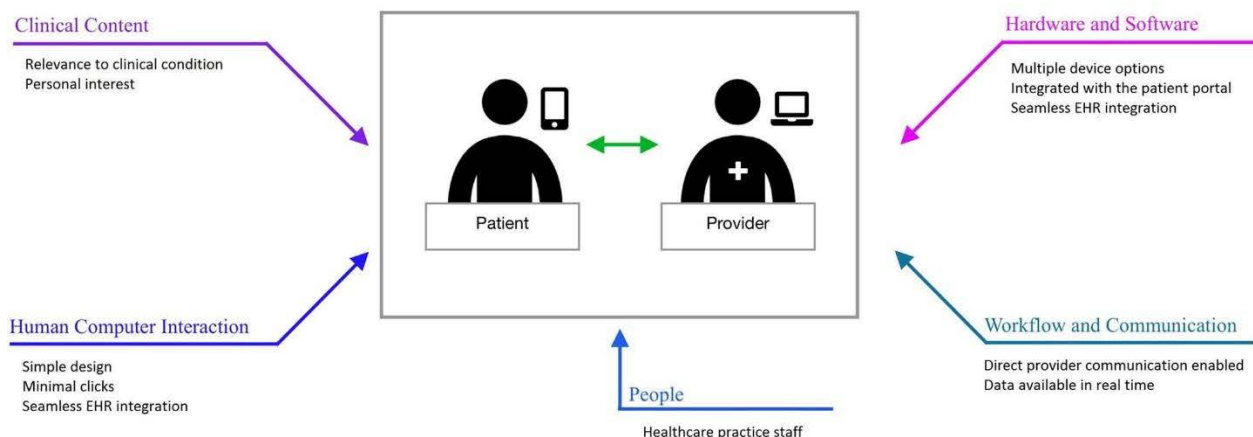 Clinical Content
Relevance to clinical condition
Personal interest
Hardware and Software
Multiple device options
Integrated with the patient portal
Seamless EHR integration
Patient
Provider
Human Computer Interaction
Simple design
Minimal clicks
Seamless EHR integration
People
Healthcare practice staff
Workflow and Communication
Direct provider communication enabled
Data available in real time